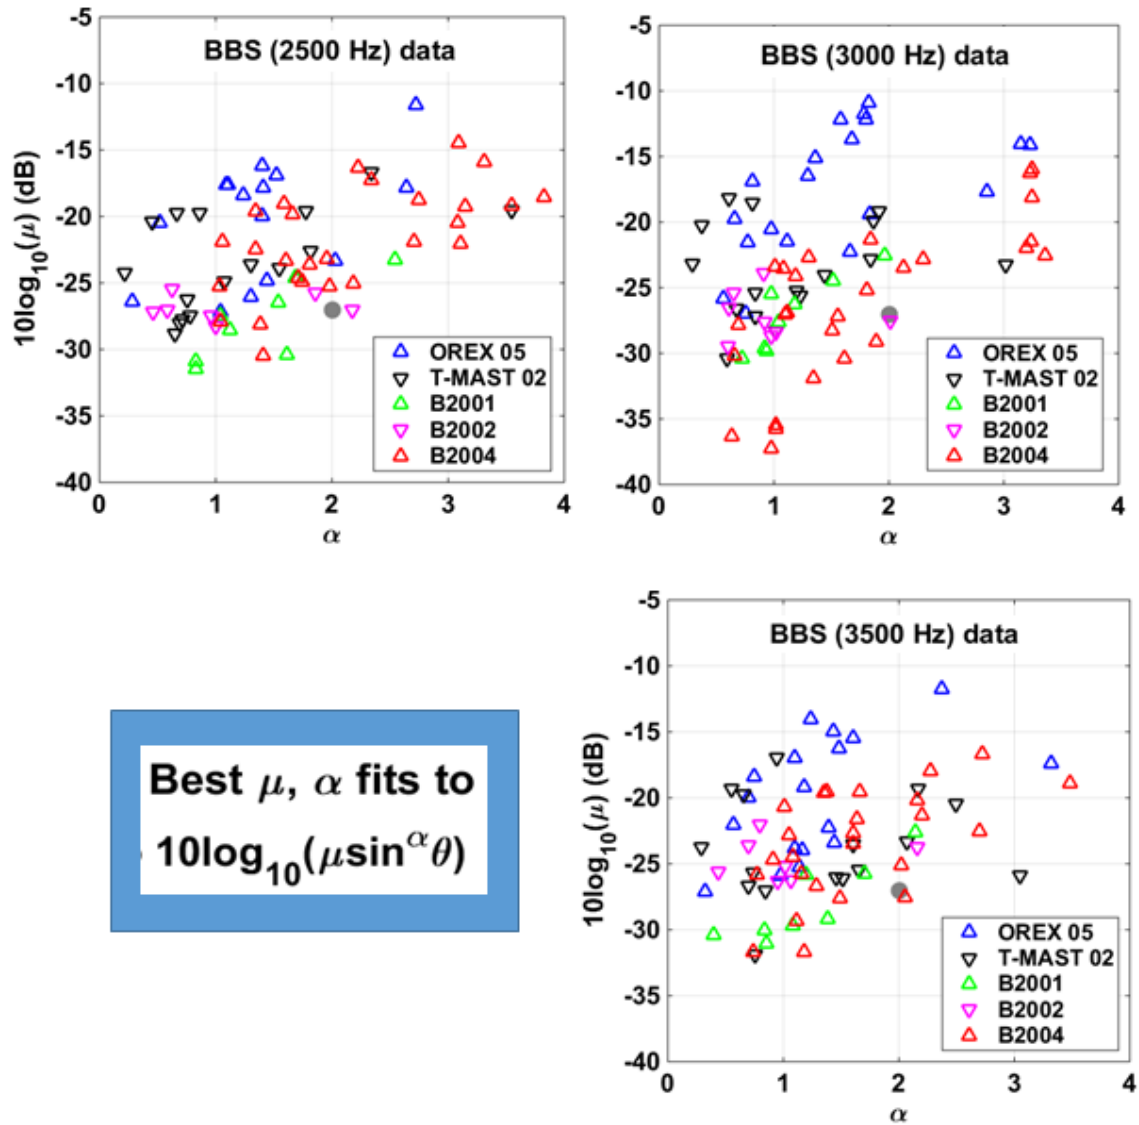 BBS (2500 Hz) data
10log₁₀(μ) (dB)
-5
-10
-15
-20
-25
-30
-35
-40
0 1 2 3 4
α
OREX 05
T-MAST 02
B2001
B2002
B2004
BBS (3000 Hz) data
-5
-10
-15
-20
-25
-30
-35
-40
0 1 2 3 4
α
OREX 05
T-MAST 02
B2001
B2002
B2004
Best μ, α fits to
10log₁₀(μsin^αθ)
BBS (3500 Hz) data
10log₁₀(μ) (dB)
-5
-10
-15
-20
-25
-30
-35
-40
0 1 2 3 4
α
OREX 05
T-MAST 02
B2001
B2002
B2004